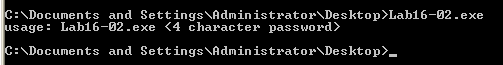 C:\Documents and Settings\Administrator\Desktop>Lab16-02.exe
usage: Lab16-02.exe <4 character password>
C:\Documents and Settings\Administrator\Desktop>_